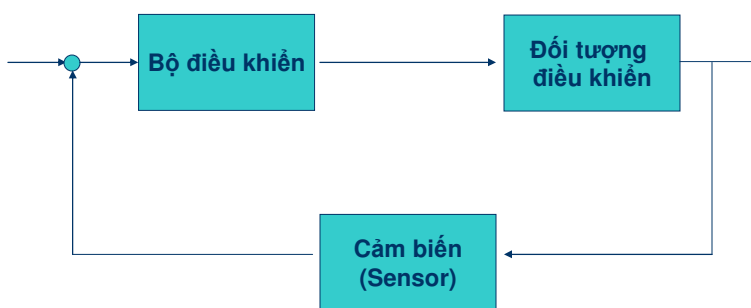 Bộ điều khiển
Đối tượng
điều khiển
Cảm biến
(Sensor)